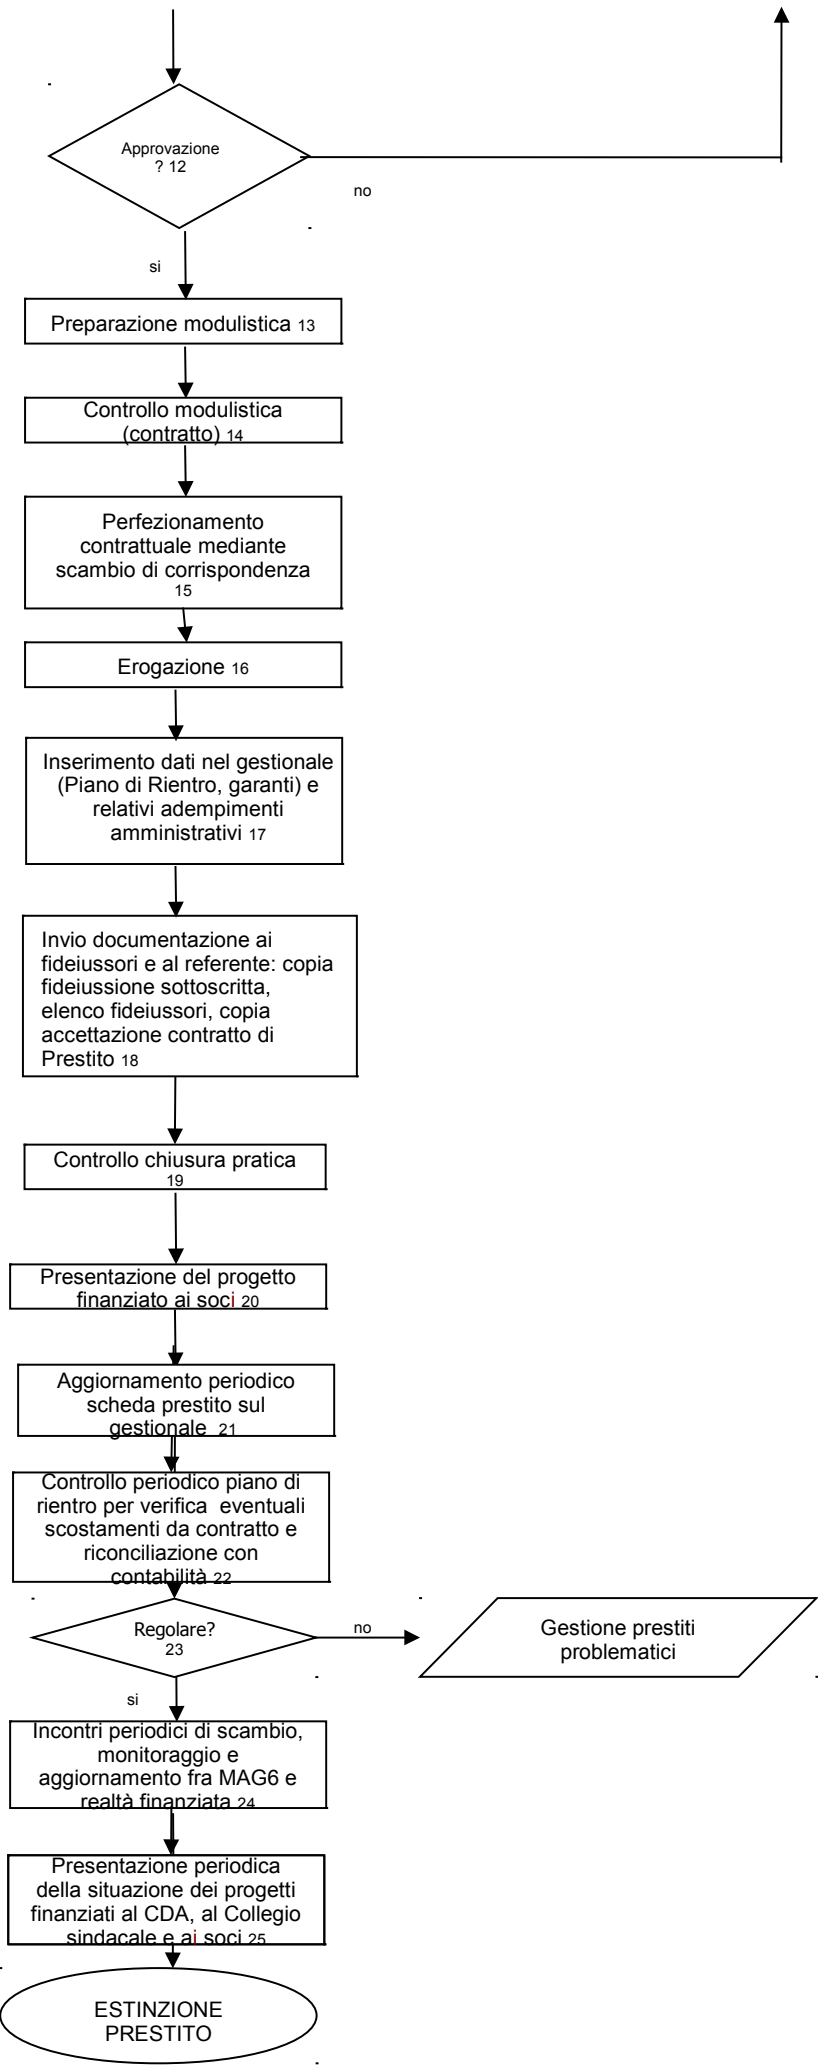 Approvazione
? 12
no
si
Preparazione modulistica 13
Controllo modulistica
(contratto) 14
Perfezionamento
contrattuale mediante
scambio di corrispondenza
15
Erogazione 16
Inserimento dati nel gestionale
(Piano di Rientro, garanti) e
relativi adempimenti
amministrativi 17
Invio documentazione ai
fideiussori e al referente: copia
fideiussione sottoscritta,
elenco fideiussori, copia
accettazione contratto di
Prestito 18
Controllo chiusura pratica
19
Presentazione del progetto
finanziato ai soci 20
Aggiornamento periodico
scheda prestito sul
gestionale 21
Controllo periodico piano di
rientro per verifica eventuali
scostamenti da contratto e
riconciliazione con
contabilità 22
Regolare?
23
no
Gestione prestiti
problematici
si
Incontri periodici di scambio,
monitoraggio e
aggiornamento fra MAG6 e
realtà finanziata 24
Presentazione periodica
della situazione dei progetti
finanziati al CDA, al Collegio
sindacale e ai soci 25
ESTINZIONE
PRESTITO